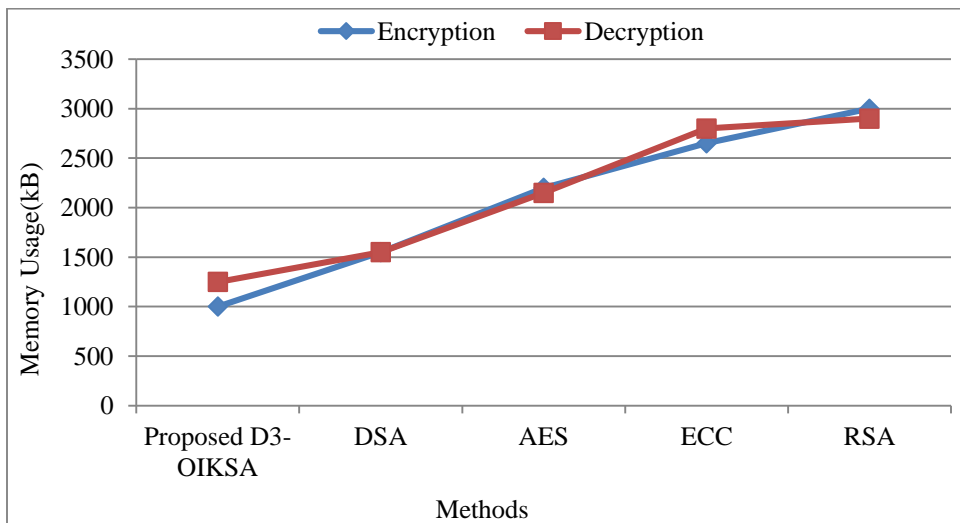 Encryption Decryption
3500
3000
2500
2000
1500
1000
500
0
Memory Usage(kB)
Proposed D3-
OIKSA
DSA
AES
ECC
RSA
Methods